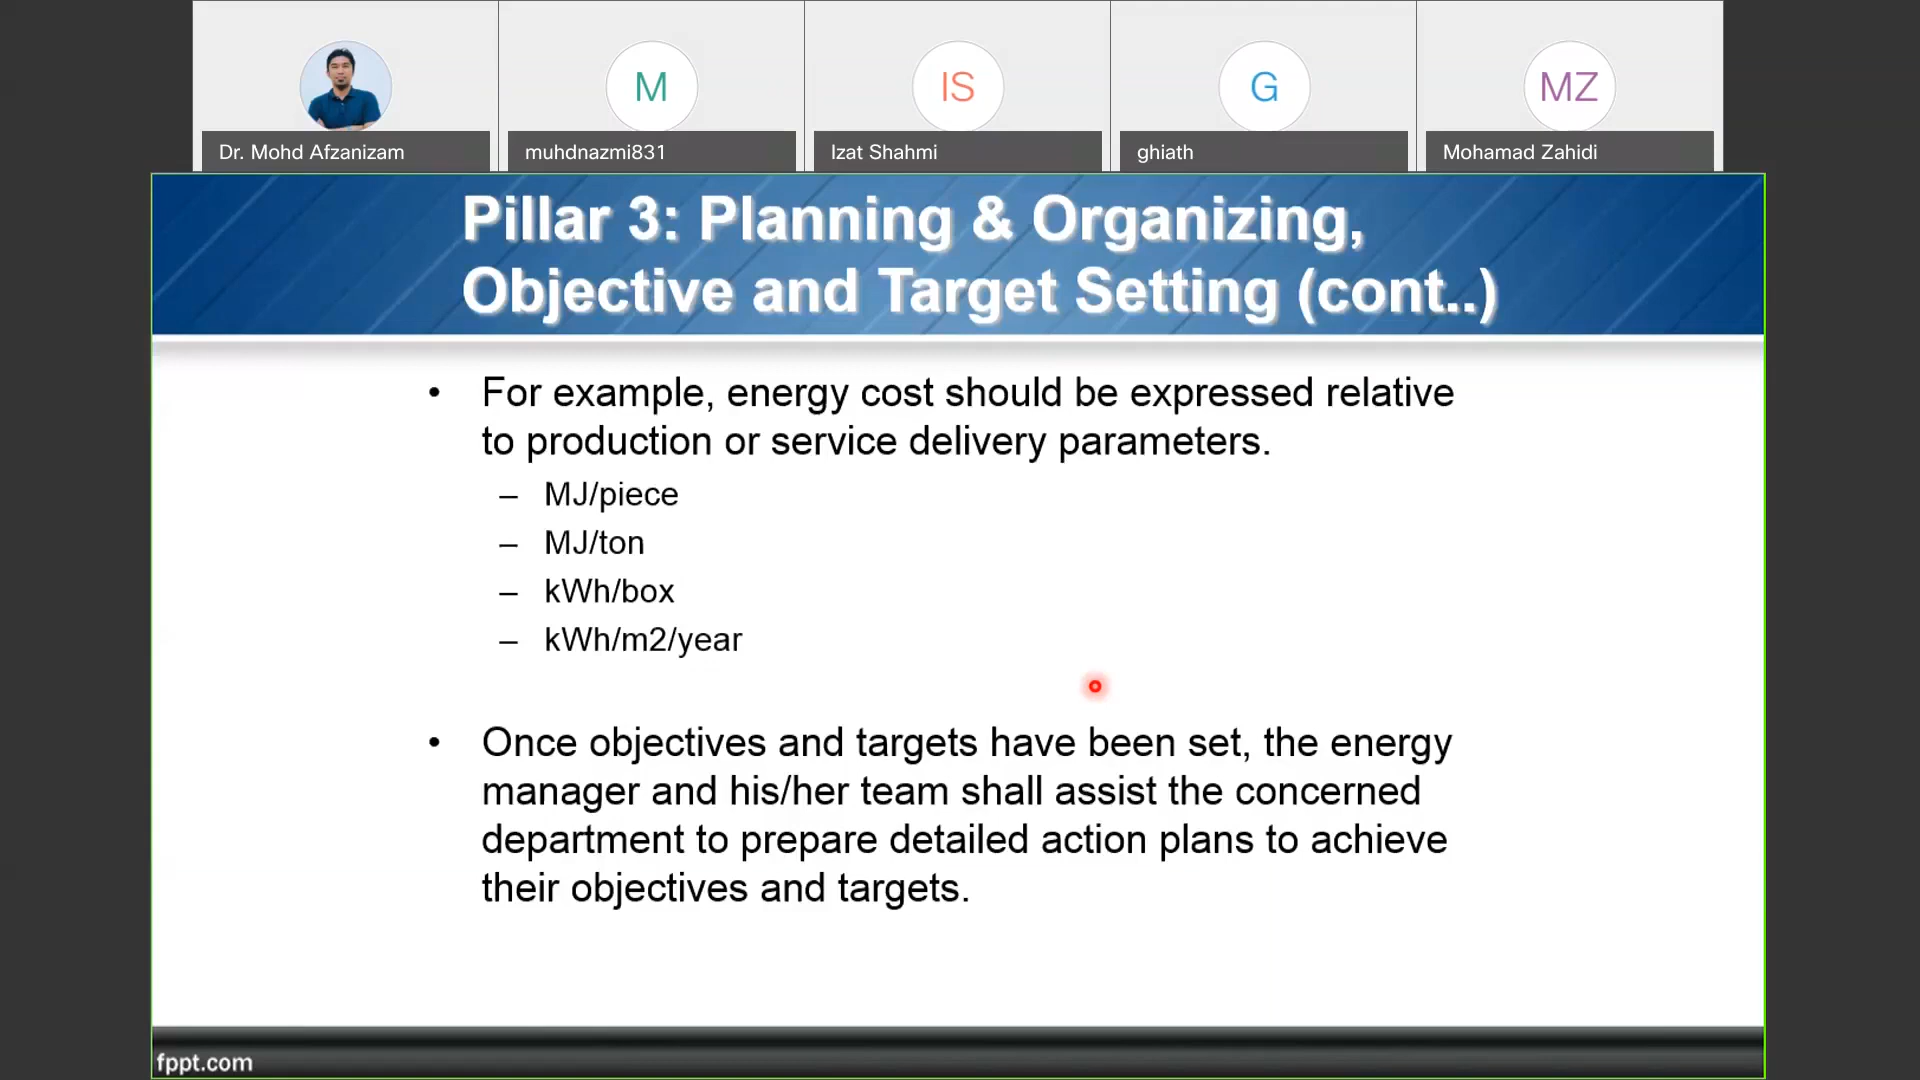 M
IS
G
MZ
Dr. Mohd Afzanizam
muhdnazmi831
Izat Shahmi
ghiath
Mohamad Zahidi
Pillar 3: Planning & Organizing,
Objective and Target Setting (cont..)
• For example, energy cost should be expressed relative
to production or service delivery parameters.
– MJ/piece
– MJ/ton
– kWh/box
– kWh/m2/year
• Once objectives and targets have been set, the energy
manager and his/her team shall assist the concerned
department to prepare detailed action plans to achieve
their objectives and targets.
fppt.com